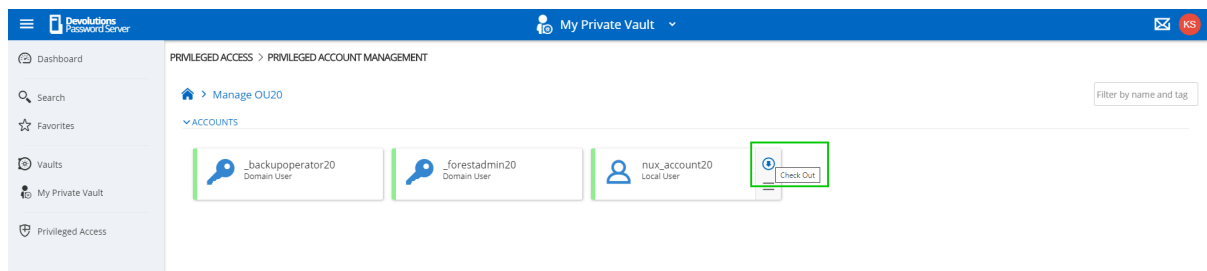 Devolutions
Password Server
My Private Vault
KS
Dashboard
Search
Favorites
Vaults
My Private Vault
Privileged Access
PRIVILEGED ACCESS > PRIVILEGED ACCOUNT MANAGEMENT
> Manage OU20
Filter by name and tag
ACCOUNTS
_backupoperator20
Domain User
_forestadmin20
Domain User
nux_account20
Local User
Check Out